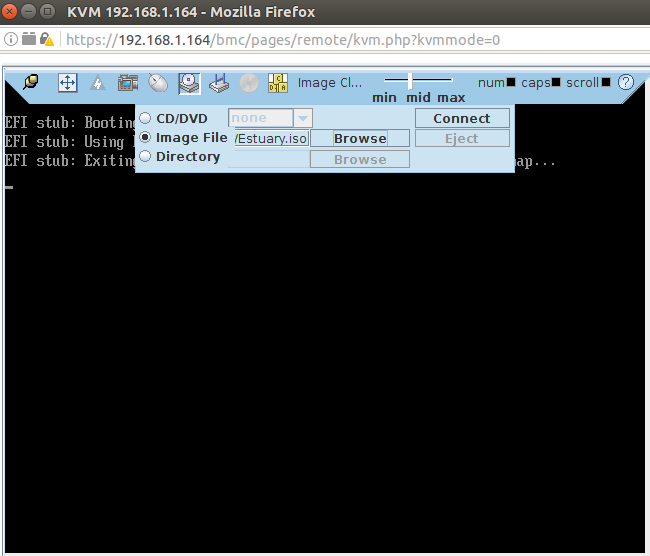 KVM 192.168.1.164 - Mozilla Firefox
https://192.168.1.164/bmc/pages/remote/kvm.php?kvmmode=0
Image Cl... num caps scroll ?
min mid max
CD/DVD none Connect
Image File /Estuary.iso Browse Eject
Directory Browse
EFI stub: Booting
EFI stub: Using
EFI stub: Exiting ap...